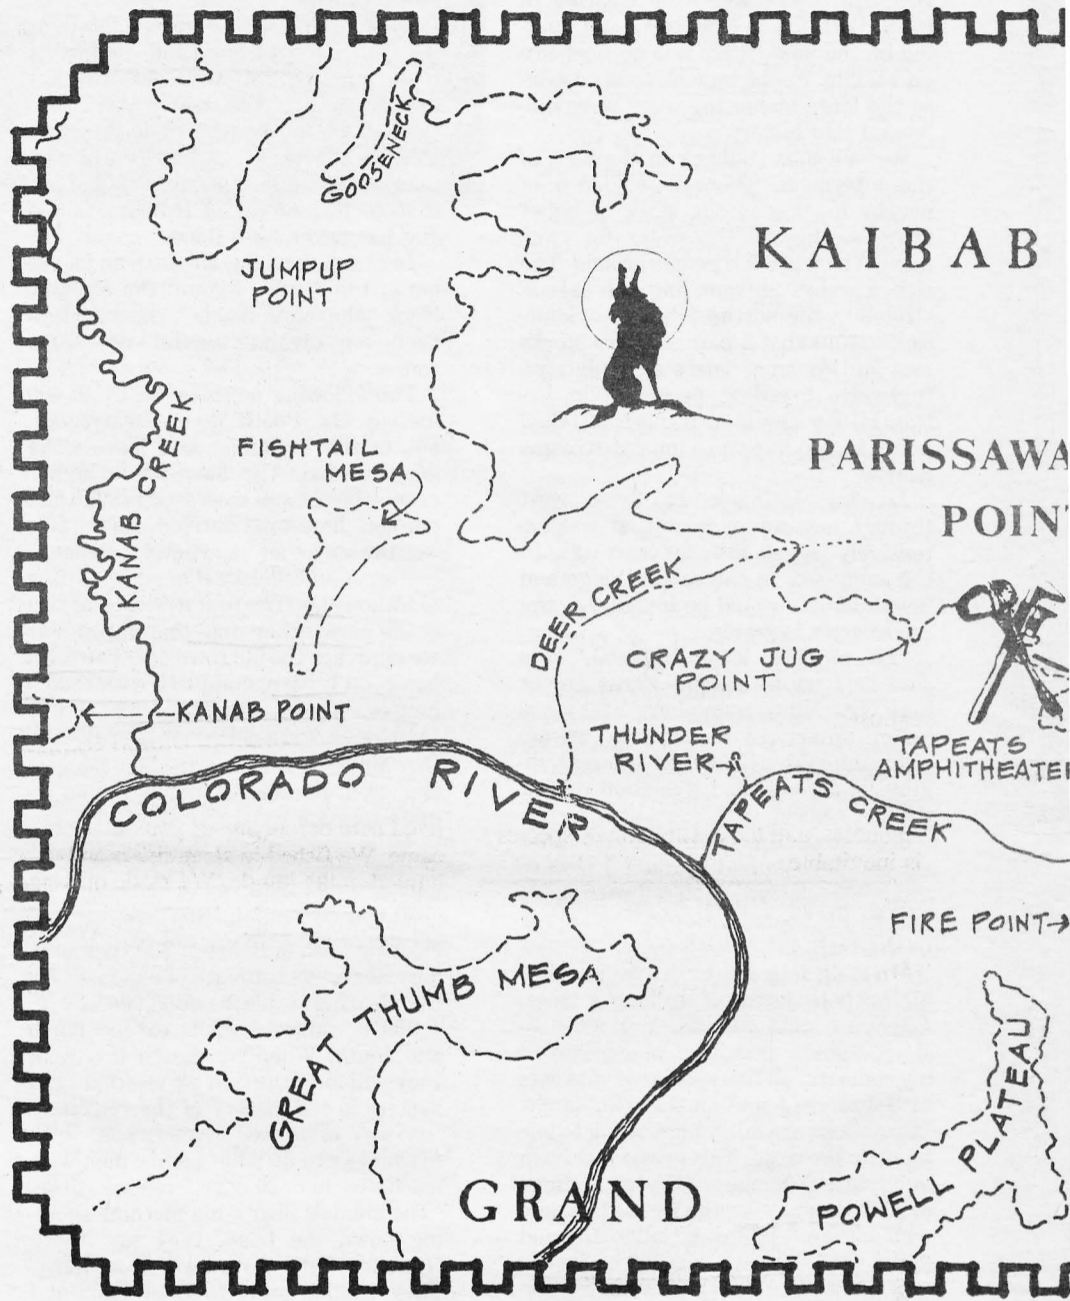 GOOSENECK
KAIBAB
JUMPUP
POINT
KANAB CREEK
FISHTAIL
MESA
PARISSAWA
POIN
DEER CREEK
CRAZY JUG
POINT
KANAB POINT
THUNDER
RIVER
TAPEATS
AMPHITHEATER
COLORADO RIVER
TAPEATS CREEK
FIRE POINT
GREAT THUMB MESA
POWELL PLATEAU
GRAND